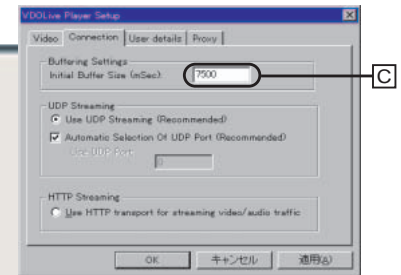 VDOLive Player Setup
Video Connection User details Proxy
Buffering Settings
Initial Buffer Size (mSec): 7500
C
UDP Streaming
Use UDP Streaming (Recommended)
Automatic Selection Of UDP Port (Recommended)
Use UDP Port:
0
HTTP Streaming
Use HTTP transport for streaming video/audio traffic
OK キャンセル 適用(A)